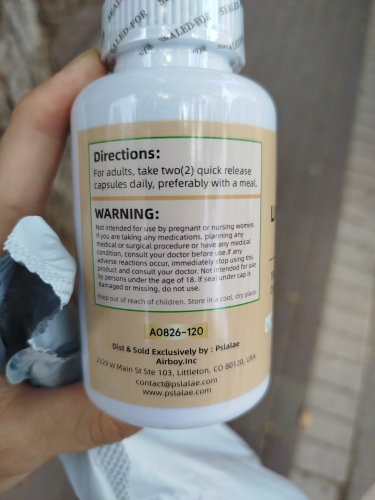 SEALED-FOR
SEALED-FOR
Directions:
For adults, take two(2) quick release
capsules daily, preferably with a meal.
WARNING:
Not intended for use by pregnant or nursing women.
If you are taking any medications, planning any
medical or surgical procedure or have any medical
condition, consult your doctor before use.If any
adverse reactions occur, immediately stop using this
product and consult your doctor. Not Intended for use
by persons under the age of 18. If seal under cap is
damaged or missing, do not use.
Keep out of reach of children. Store in a cool, dry place.
A0826-120
Dist & Sold Exclusively by : Pslalae
Airboy.Inc
W Main St Ste 103, Littleton, CO 80120, USA
contact@pslalae.com
www.pslalae.com